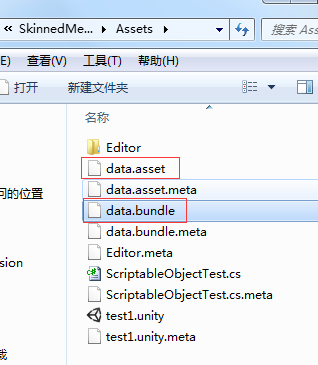 « SkinnedMe... ▸ Assets ▸ 搜索 Ass
E) 查看(V) 工具(T) 帮助(H)
打开 新建文件夹
名称
Editor
data.asset
问的位置 data.asset.meta
data.bundle
data.bundle.meta
sion Editor.meta
ScriptableObjectTest.cs
ScriptableObjectTest.cs.meta
test1.unity
test1.unity.meta